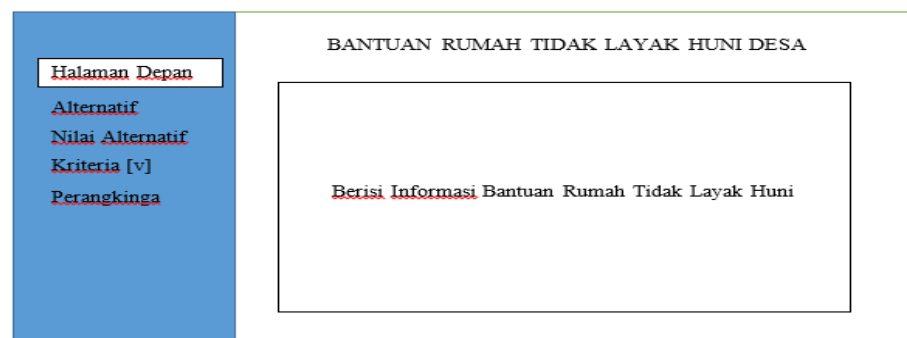 BANTUAN RUMAH TIDAK LAYAK HUNI DESA
Halaman Depan
Alternatif
Nilai Alternatif
Kriteria [v]
Perangkinga
Berisi Informasi Bantuan Rumah Tidak Layak Huni